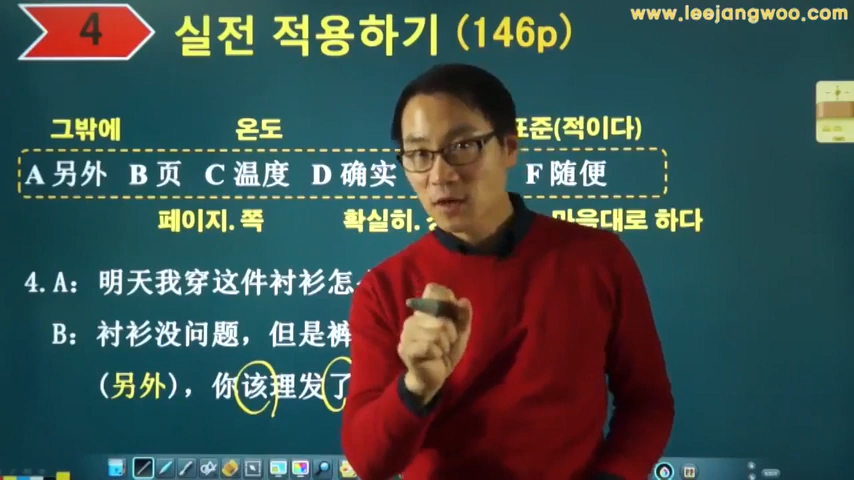 www.leejangwoo.com
4 실전 적용하기 (146p)
그밖에 온도 표준(적이다)
A 另外 B 页 C 温度 D 确实 F 随便
페이지. 쪽 확실히. 마음대로 하다
4. A: 明天我穿这件衬衫怎么
B: 衬衫没问题，但是裤
(另外)，你该理发了